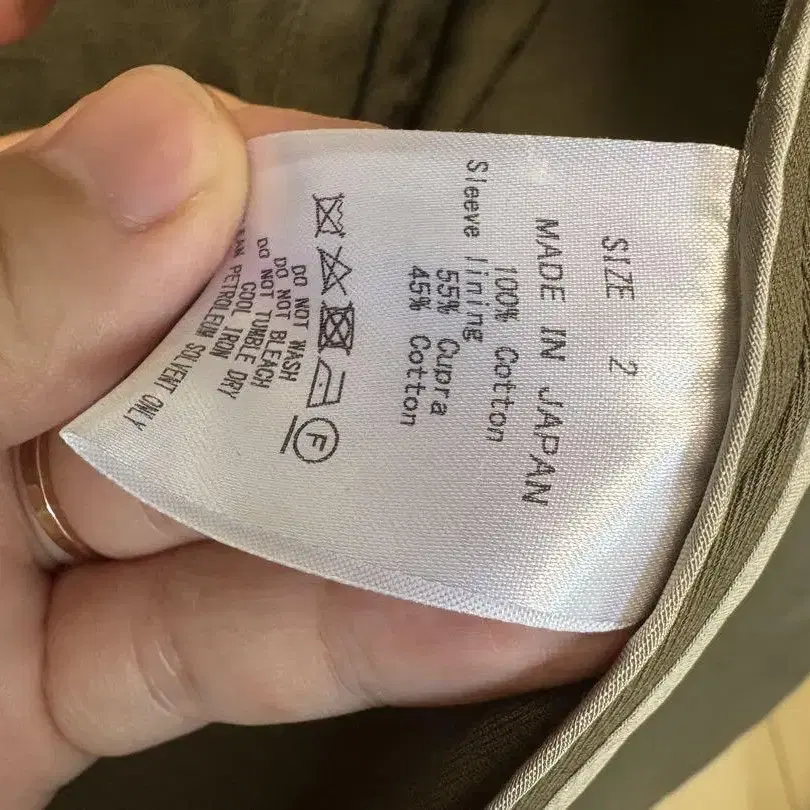 SIZE 2
MADE IN JAPAN
100% Cotton
Sleeve lining
55% Cupra
45% Cotton
F
DO NOT WASH
DO NOT BLEACH
DO NOT TUMBLE DRY
COOL IRON
PETROLEUM SOLVENT ONLY